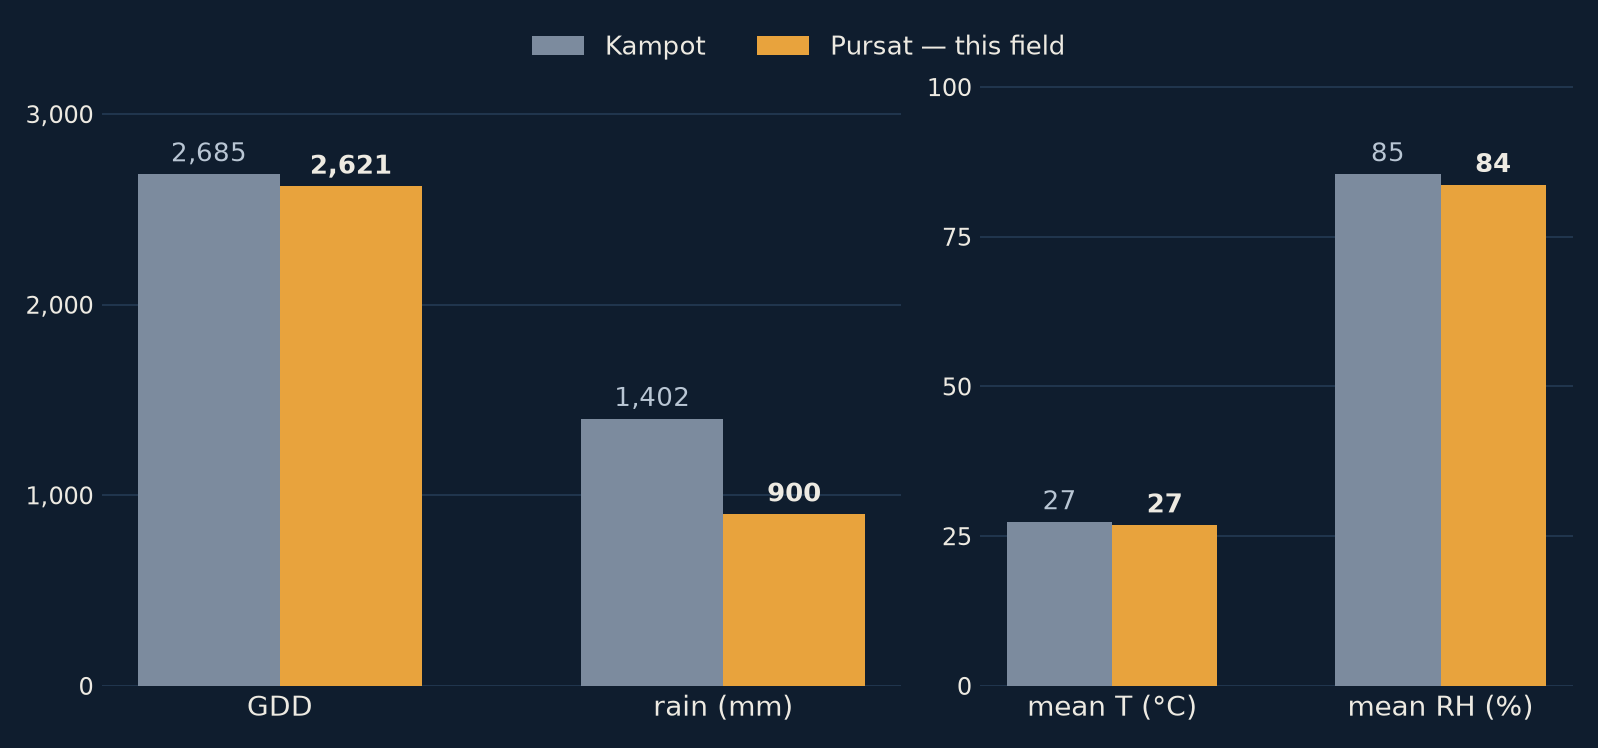 Kampot
Pursat — this field
3,000
2,000
1,000
0
2,685
2,621
1,402
900
GDD
rain (mm)
100
75
50
25
0
27
27
85
84
mean T (°C)
mean RH (%)